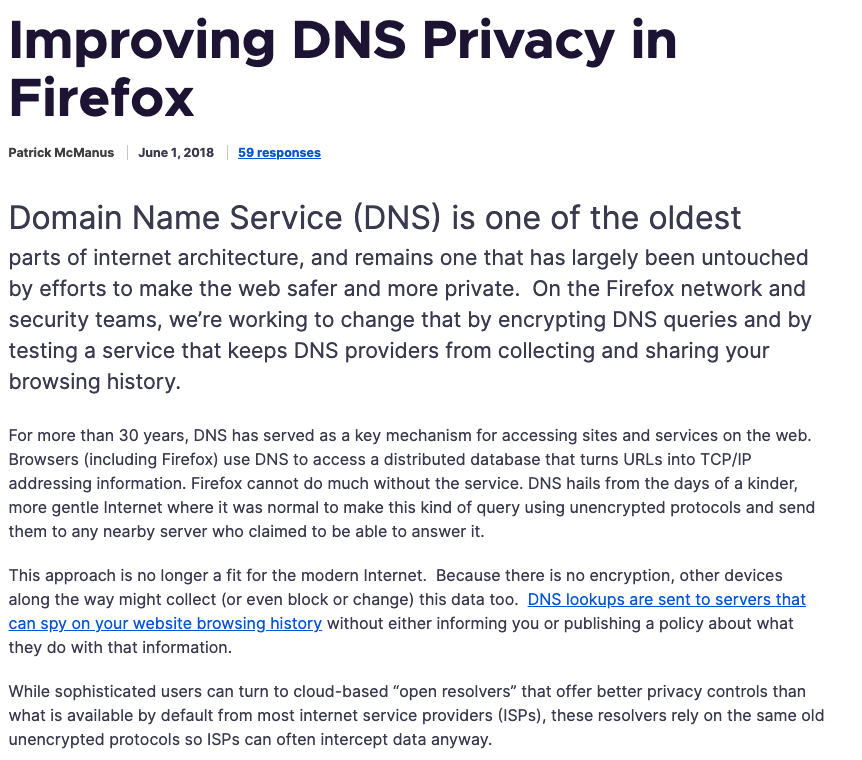 Improving DNS Privacy in
Firefox
Patrick McManus | June 1, 2018 | 59 responses
Domain Name Service (DNS) is one of the oldest
parts of internet architecture, and remains one that has largely been untouched
by efforts to make the web safer and more private.  On the Firefox network and
security teams, we’re working to change that by encrypting DNS queries and by
testing a service that keeps DNS providers from collecting and sharing your
browsing history.
For more than 30 years, DNS has served as a key mechanism for accessing sites and services on the web.
Browsers (including Firefox) use DNS to access a distributed database that turns URLs into TCP/IP
addressing information. Firefox cannot do much without the service. DNS hails from the days of a kinder,
more gentle Internet where it was normal to make this kind of query using unencrypted protocols and send
them to any nearby server who claimed to be able to answer it.
This approach is no longer a fit for the modern Internet.  Because there is no encryption, other devices
along the way might collect (or even block or change) this data too.  DNS lookups are sent to servers that
can spy on your website browsing history without either informing you or publishing a policy about what
they do with that information.
While sophisticated users can turn to cloud-based “open resolvers” that offer better privacy controls than
what is available by default from most internet service providers (ISPs), these resolvers rely on the same old
unencrypted protocols so ISPs can often intercept data anyway.